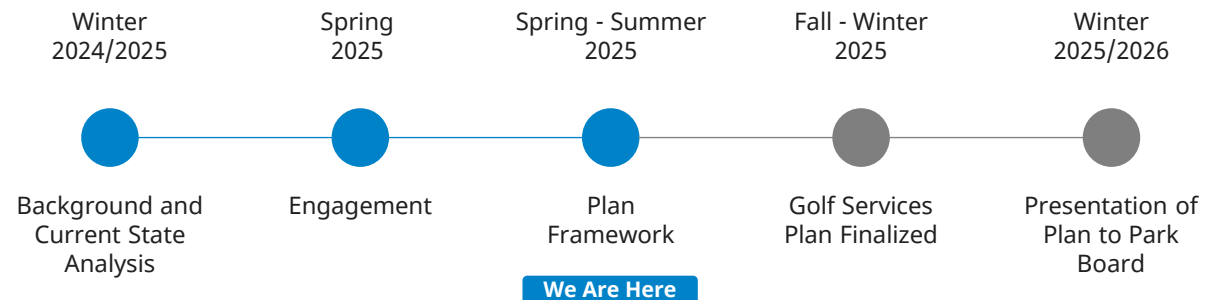 Winter
2024/2025
Spring
2025
Spring - Summer
2025
Fall - Winter
2025
Winter
2025/2026
Background and
Current State
Analysis
Engagement
Plan
Framework
Golf Services
Plan Finalized
Presentation of
Plan to Park
Board
We Are Here